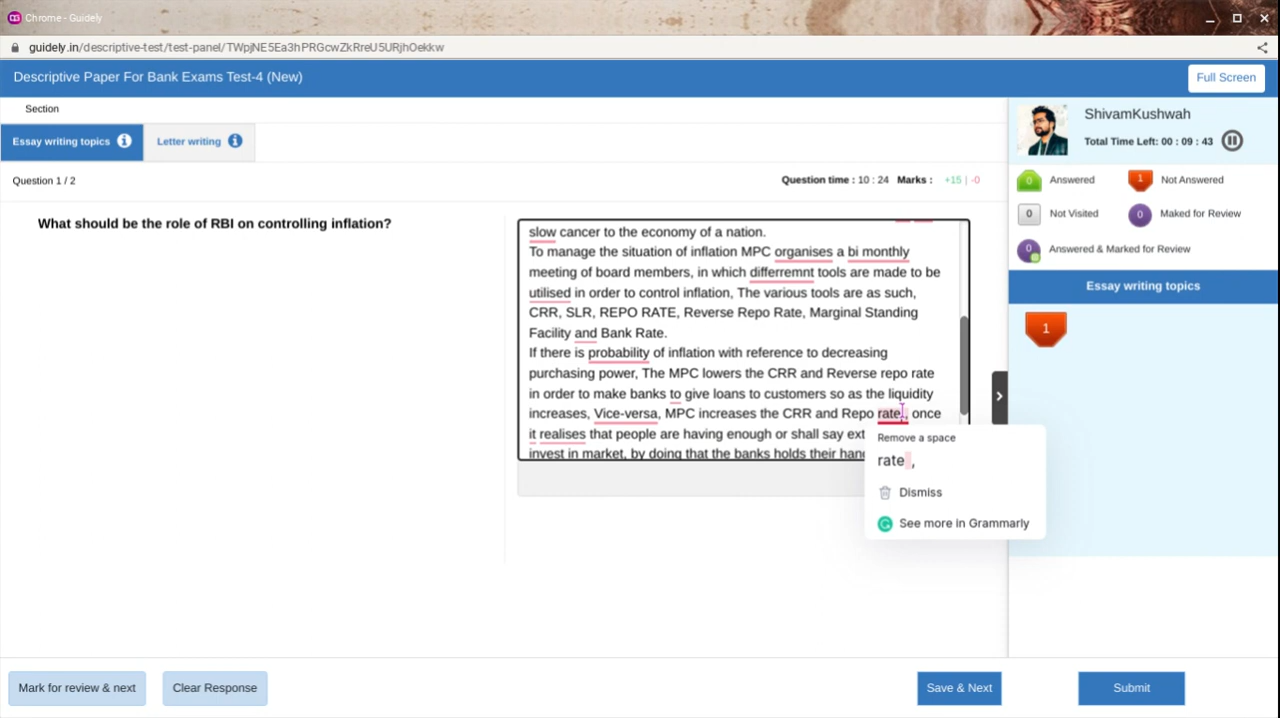 Chrome - Guidely
guidely.in/descriptive-test/test-panel/TWpjNE5Ea3hPRGcwZkRreU5URjhOekkw
Descriptive Paper For Bank Exams Test-4 (New)
Full Screen
Section
Essay writing topics
Letter writing
Question 1 / 2
Question time : 10 : 24 Marks : +15 | -0
What should be the role of RBI on controlling inflation?
slow cancer to the economy of a nation.
To manage the situation of inflation MPC organises a bi monthly
meeting of board members, in which differremnt tools are made to be
utilised in order to control inflation, The various tools are as such,
CRR, SLR, REPO RATE, Reverse Repo Rate, Marginal Standing
Facility and Bank Rate.
If there is probability of inflation with reference to decreasing
purchasing power, The MPC lowers the CRR and Reverse repo rate
in order to make banks to give loans to customers so as the liquidity
increases, Vice-versa, MPC increases the CRR and Repo rate , once
it realises that people are having enough or shall say ext
invest in market, by doing that the banks holds their hand
Remove a space
rate ,
Dismiss
See more in Grammarly
ShivamKushwah
Total Time Left: 00 : 09 : 43
0 Answered
1 Not Answered
0 Not Visited
0 Maked for Review
0 Answered & Marked for Review
Essay writing topics
1
Mark for review & next
Clear Response
Save & Next
Submit